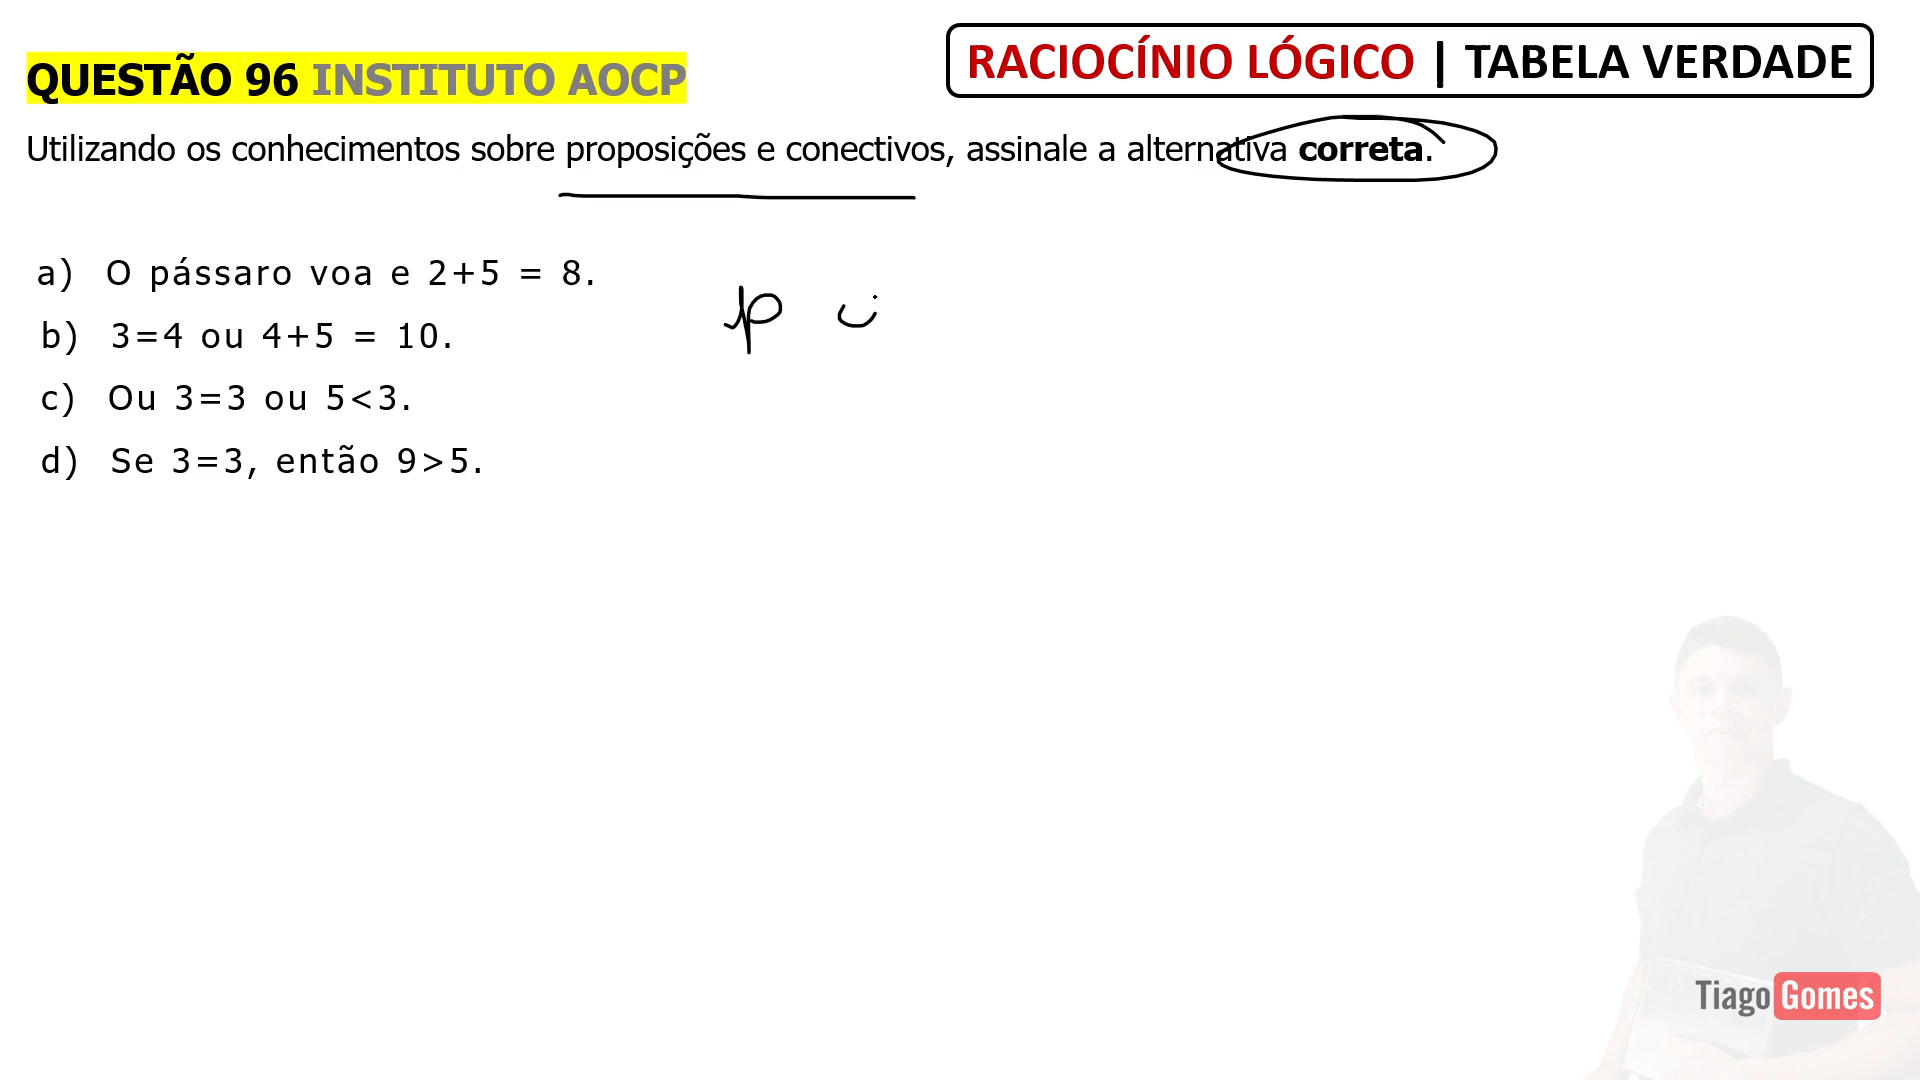 QUESTÃO 96 INSTITUTO AOCP
RACIOCÍNIO LÓGICO | TABELA VERDADE
Utilizando os conhecimentos sobre proposições e conectivos, assinale a alternativa correta.
a) O pássaro voa e 2+5 = 8.
b) 3=4 ou 4+5 = 10.
p
c) Ou 3=3 ou 5<3.
d) Se 3=3, então 9>5.
Tiago Gomes